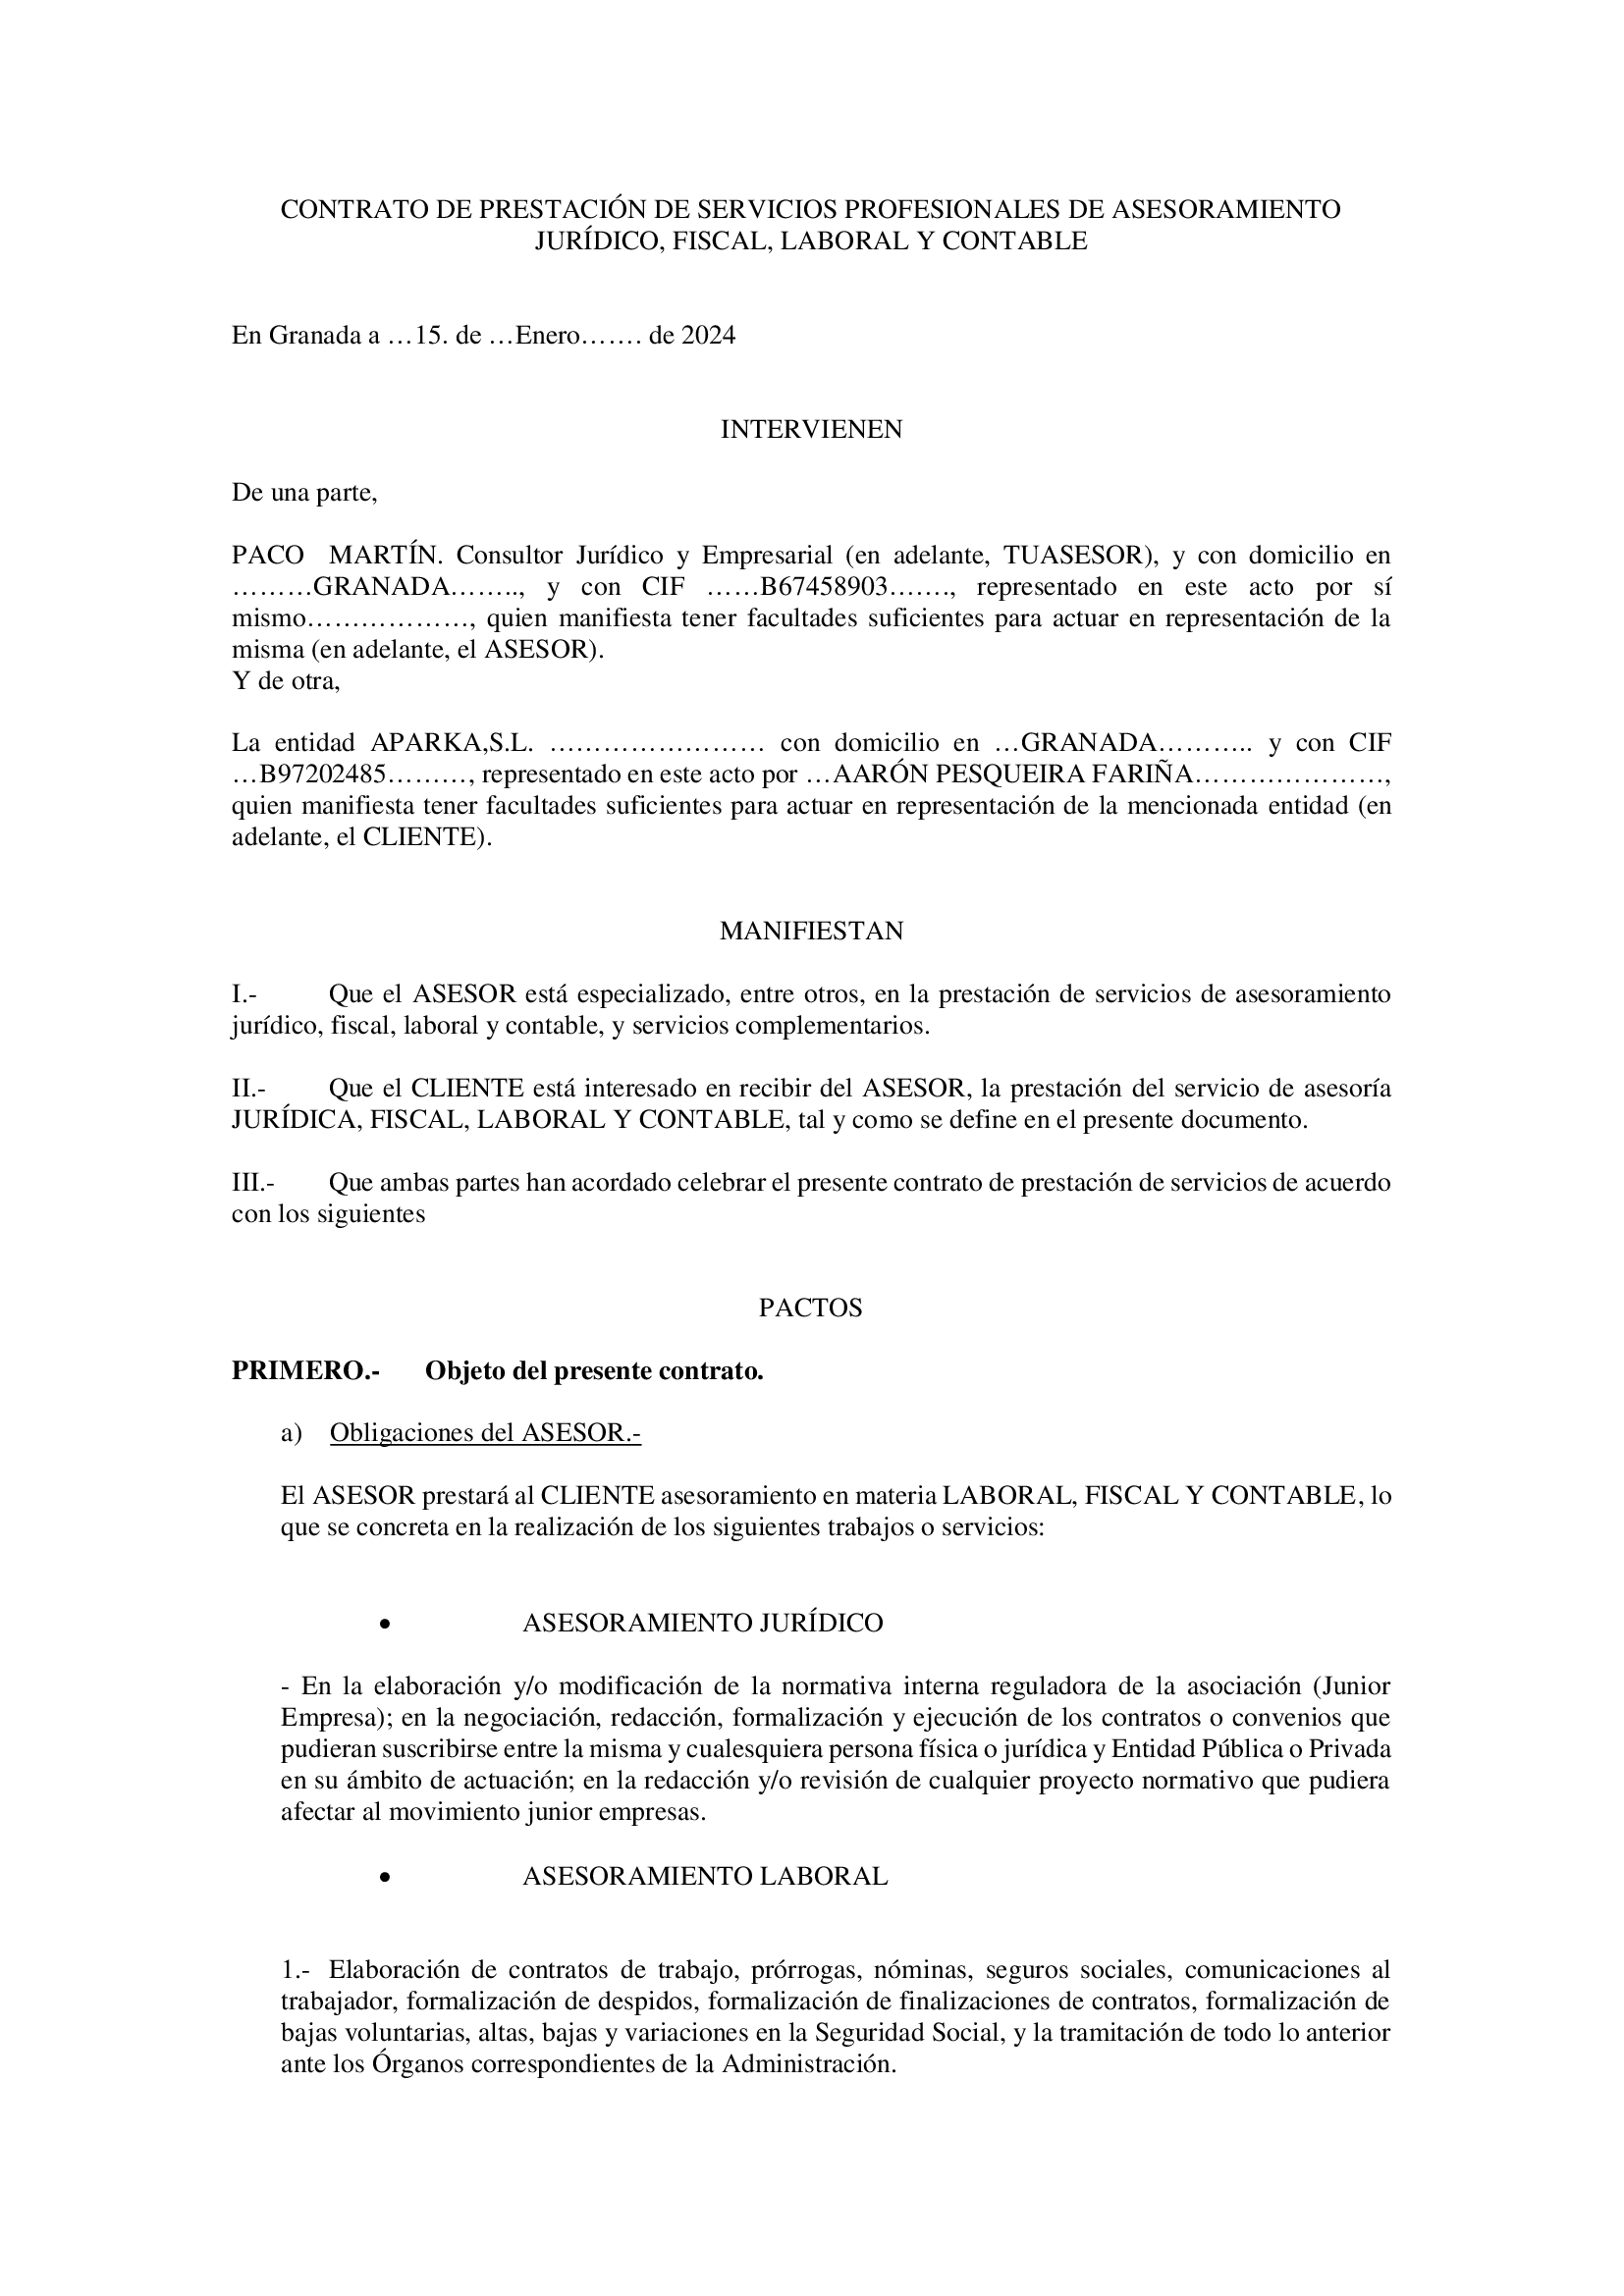 CONTRATO DE PRESTACIÓN DE SERVICIOS PROFESIONALES DE ASESORAMIENTO
JURÍDICO, FISCAL, LABORAL Y CONTABLE
En Granada a …15. de …Enero……. de 2024
INTERVIENEN
De una parte,
PACO MARTÍN. Consultor Jurídico y Empresarial (en adelante, TUASESOR), y con domicilio en
………GRANADA…….., y con CIF ……B67458903……., representado en este acto por sí
mismo………………, quien manifiesta tener facultades suficientes para actuar en representación de la
misma (en adelante, el ASESOR).
Y de otra,
La entidad APARKA,S.L. …………………… con domicilio en …GRANADA……….. y con CIF
…B97202485………, representado en este acto por …AARÓN PESQUEIRA FARIÑA…………………,
quien manifiesta tener facultades suficientes para actuar en representación de la mencionada entidad (en
adelante, el CLIENTE).
MANIFIESTAN
I.- Que el ASESOR está especializado, entre otros, en la prestación de servicios de asesoramiento
jurídico, fiscal, laboral y contable, y servicios complementarios.
II.- Que el CLIENTE está interesado en recibir del ASESOR, la prestación del servicio de asesoría
JURÍDICA, FISCAL, LABORAL Y CONTABLE, tal y como se define en el presente documento.
III.- Que ambas partes han acordado celebrar el presente contrato de prestación de servicios de acuerdo
con los siguientes
PACTOS
PRIMERO.- Objeto del presente contrato.
a) Obligaciones del ASESOR.-
El ASESOR prestará al CLIENTE asesoramiento en materia LABORAL, FISCAL Y CONTABLE, lo
que se concreta en la realización de los siguientes trabajos o servicios:
• ASESORAMIENTO JURÍDICO
- En la elaboración y/o modificación de la normativa interna reguladora de la asociación (Junior
Empresa); en la negociación, redacción, formalización y ejecución de los contratos o convenios que
pudieran suscribirse entre la misma y cualesquiera persona física o jurídica y Entidad Pública o Privada
en su ámbito de actuación; en la redacción y/o revisión de cualquier proyecto normativo que pudiera
afectar al movimiento junior empresas.
• ASESORAMIENTO LABORAL
1.- Elaboración de contratos de trabajo, prórrogas, nóminas, seguros sociales, comunicaciones al
trabajador, formalización de despidos, formalización de finalizaciones de contratos, formalización de
bajas voluntarias, altas, bajas y variaciones en la Seguridad Social, y la tramitación de todo lo anterior
ante los Órganos correspondientes de la Administración.